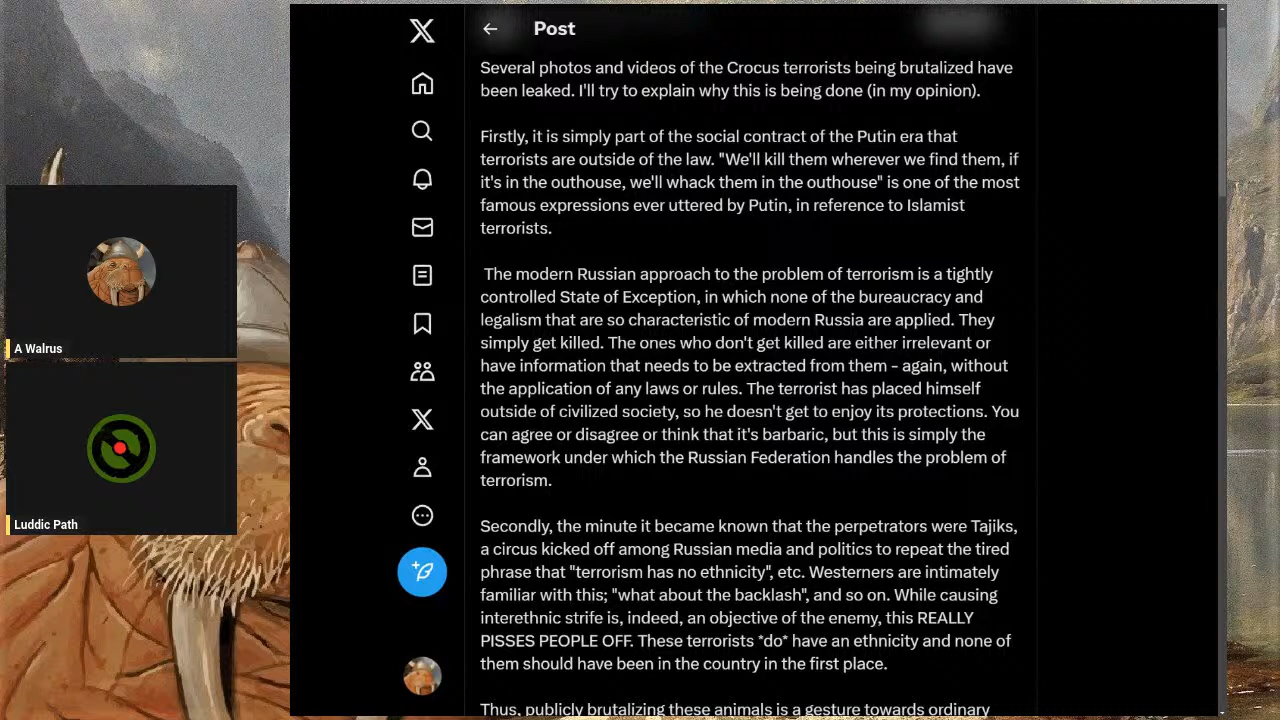 Post
Several photos and videos of the Crocus terrorists being brutalized have
been leaked. I'll try to explain why this is being done (in my opinion).
Firstly, it is simply part of the social contract of the Putin era that
terrorists are outside of the law. "We'll kill them wherever we find them, if
it's in the outhouse, we'll whack them in the outhouse" is one of the most
famous expressions ever uttered by Putin, in reference to Islamist
terrorists.
The modern Russian approach to the problem of terrorism is a tightly
controlled State of Exception, in which none of the bureaucracy and
legalism that are so characteristic of modern Russia are applied. They
simply get killed. The ones who don't get killed are either irrelevant or
have information that needs to be extracted from them – again, without
the application of any laws or rules. The terrorist has placed himself
outside of civilized society, so he doesn't get to enjoy its protections. You
can agree or disagree or think that it's barbaric, but this is simply the
framework under which the Russian Federation handles the problem of
terrorism.
Secondly, the minute it became known that the perpetrators were Tajiks,
a circus kicked off among Russian media and politics to repeat the tired
phrase that "terrorism has no ethnicity", etc. Westerners are intimately
familiar with this; "what about the backlash", and so on. While causing
interethnic strife is, indeed, an objective of the enemy, this REALLY
PISSES PEOPLE OFF. These terrorists *do* have an ethnicity and none of
them should have been in the country in the first place.
Thus, publicly brutalizing these animals is a gesture towards ordinary
A Walrus
Luddic Path